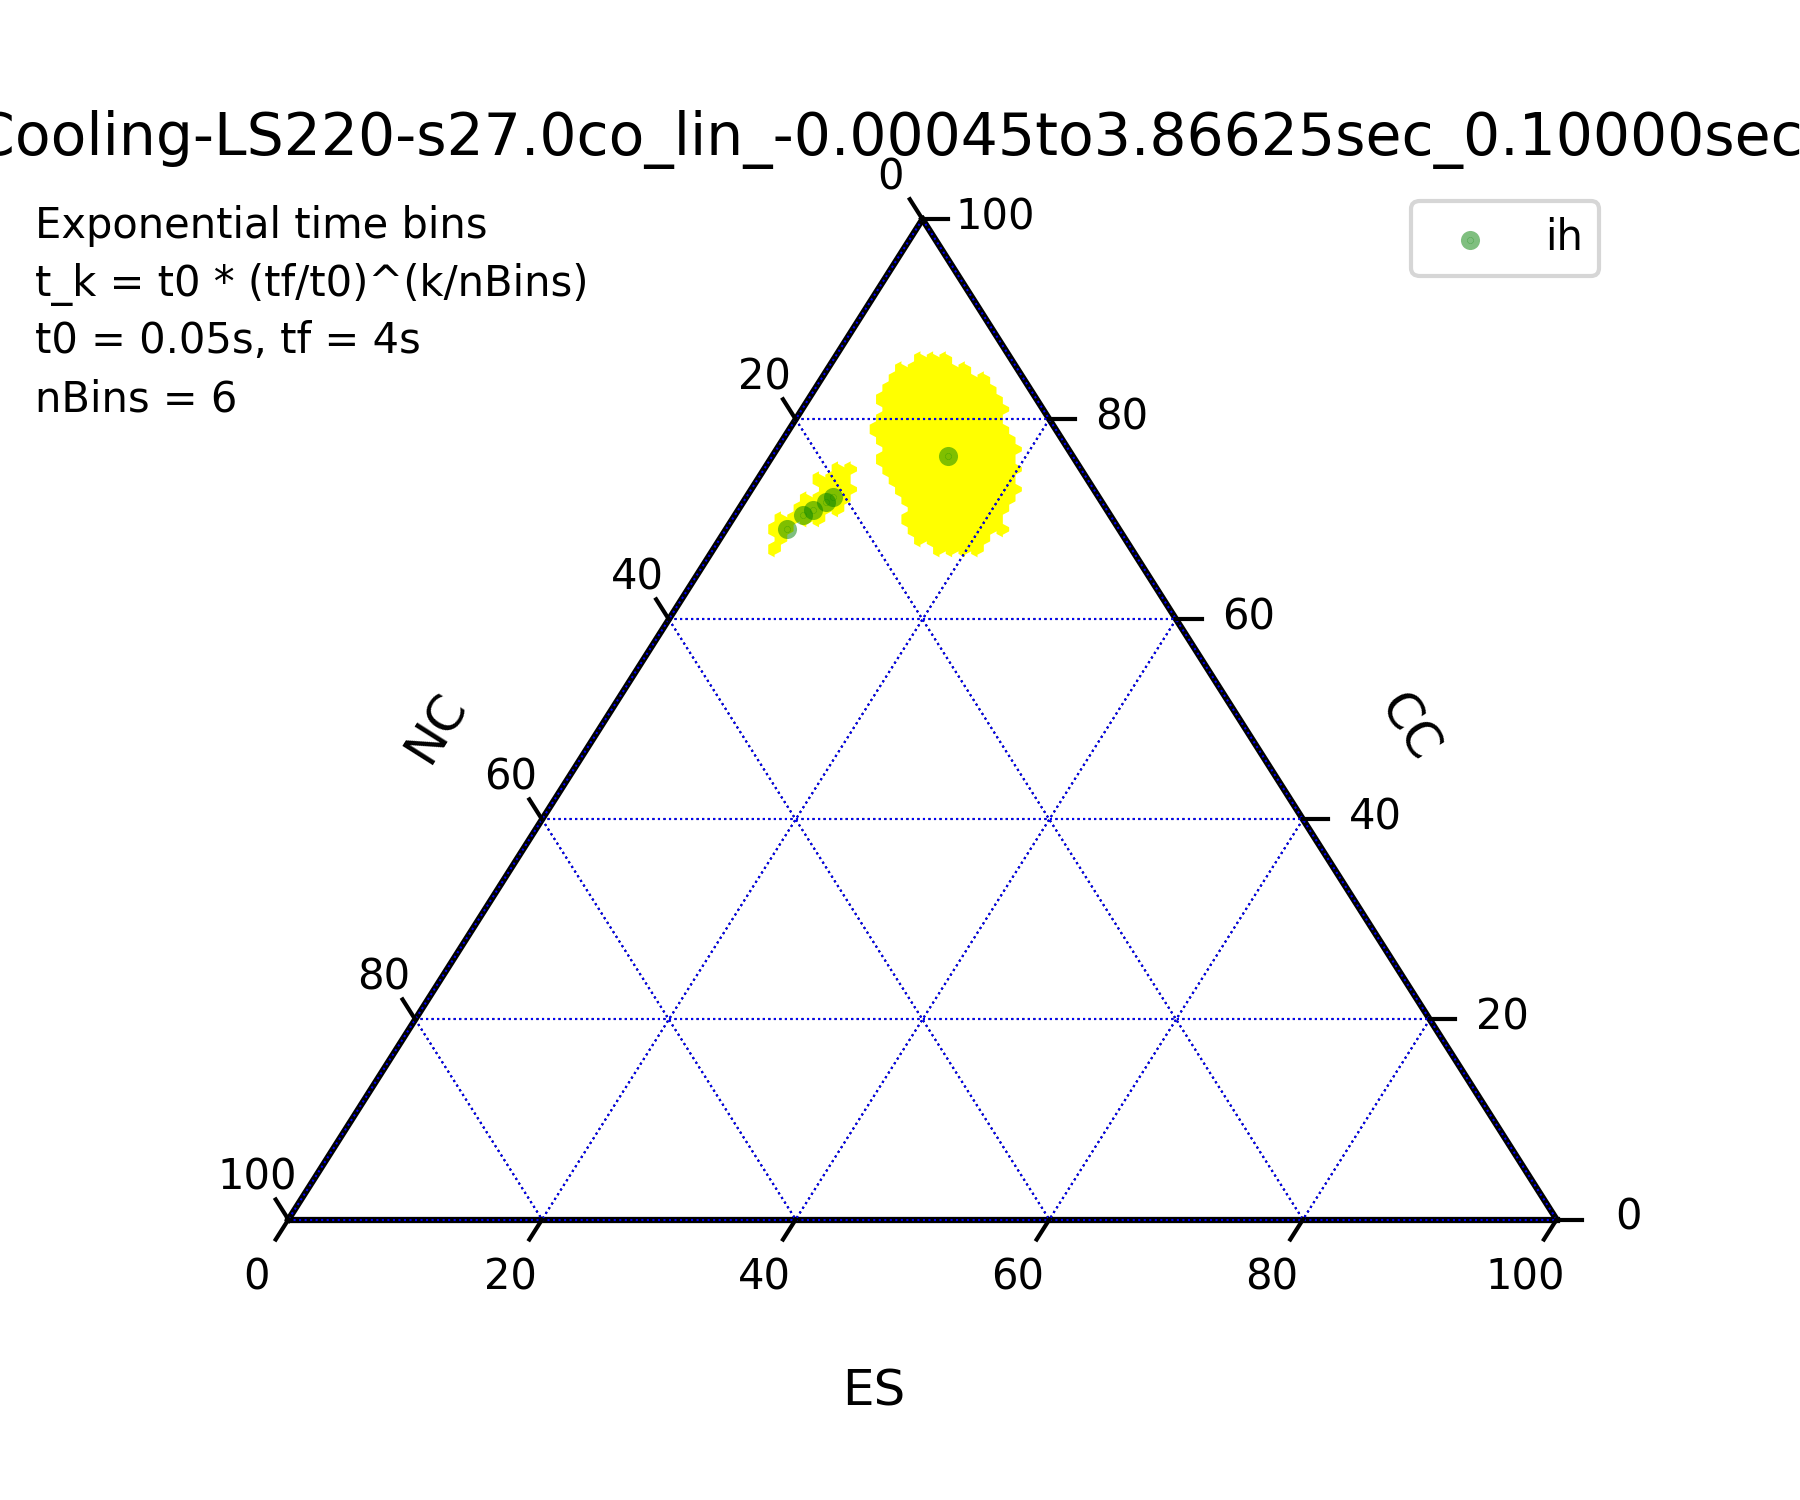 Cooling-LS220-s27.0co_lin_-0.00045to3.86625sec_0.10000sec
Exponential time bins
t_k = t0 * (tf/t0)^(k/nBins)
t0 = 0.05s, tf = 4s
nBins = 6
ih
0
100
20
80
40
60
NC
CC
60
40
80
20
100
0
0
20
40
60
80
100
ES